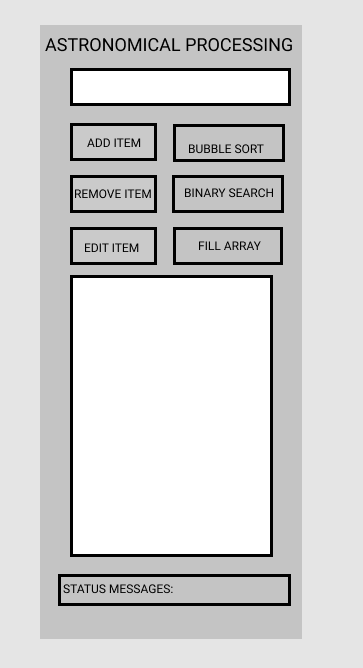 ASTRONOMICAL PROCESSING
ADD ITEM
BUBBLE SORT
REMOVE ITEM
BINARY SEARCH
EDIT ITEM
FILL ARRAY
STATUS MESSAGES: